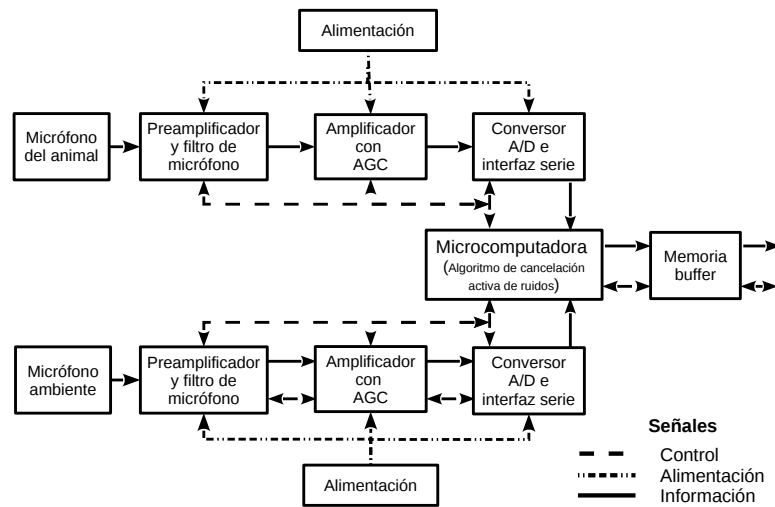 Alimentación
Micrófono
del animal
Preamplificador
y filtro de
micrófono
Amplificador
con
AGC
Conversor
A/D e
interfaz serie
Microcomputadora
(Algoritmo de cancelación
activa de ruidos)
Memoria
buffer
Micrófono
ambiente
Preamplificador
y filtro de
micrófono
Amplificador
con
AGC
Conversor
A/D e
interfaz serie
Alimentación
Señales
Control
Alimentación
Información